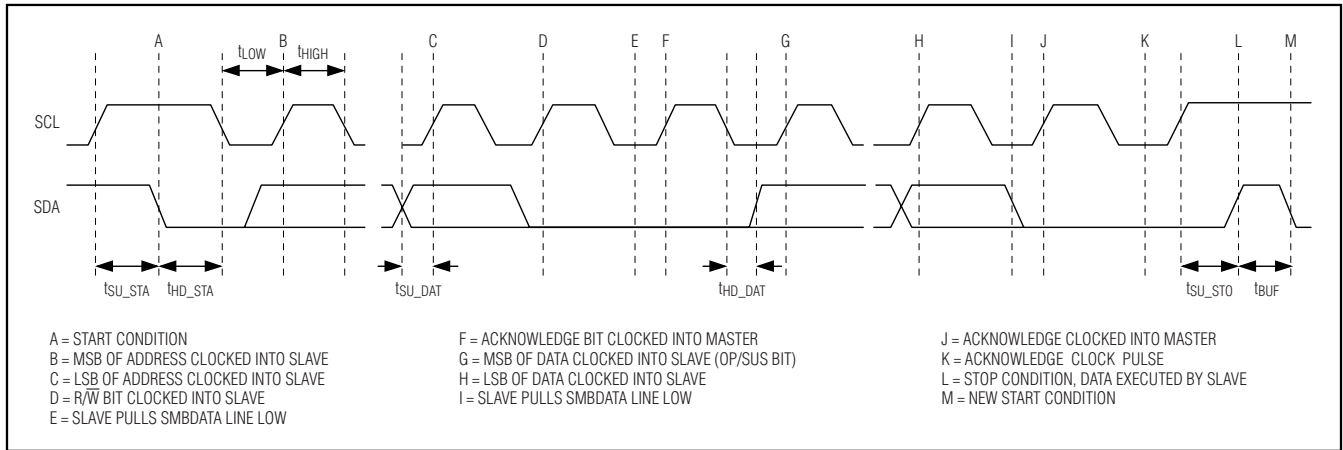 A B C D E F G H I J K L M
tLOW tHIGH
SCL
SDA
tSU_STA tHD_STA tSU_DAT tHD_DAT tSU_STO tBUF
A = START CONDITION
B = MSB OF ADDRESS CLOCKED INTO SLAVE
C = LSB OF ADDRESS CLOCKED INTO SLAVE
D = R/W̅ BIT CLOCKED INTO SLAVE
E = SLAVE PULLS SMBDATA LINE LOW
F = ACKNOWLEDGE BIT CLOCKED INTO MASTER
G = MSB OF DATA CLOCKED INTO SLAVE (OP/SUS BIT)
H = LSB OF DATA CLOCKED INTO SLAVE
I = SLAVE PULLS SMBDATA LINE LOW
J = ACKNOWLEDGE CLOCKED INTO MASTER
K = ACKNOWLEDGE CLOCK PULSE
L = STOP CONDITION, DATA EXECUTED BY SLAVE
M = NEW START CONDITION